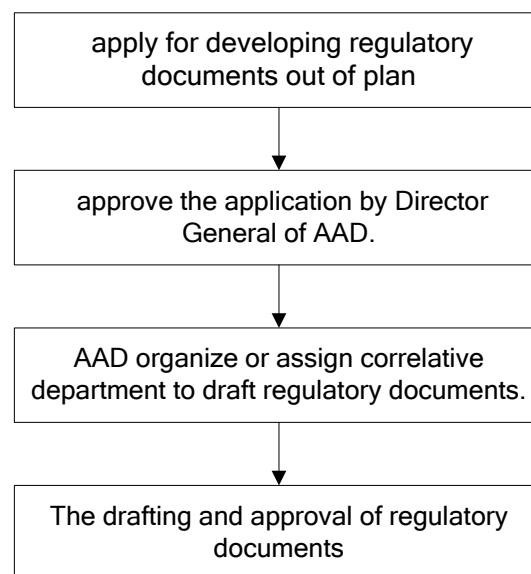 apply for developing regulatory
documents out of plan
approve the application by Director
General of AAD.
AAD organize or assign correlative
department to draft regulatory documents.
The drafting and approval of regulatory
documents